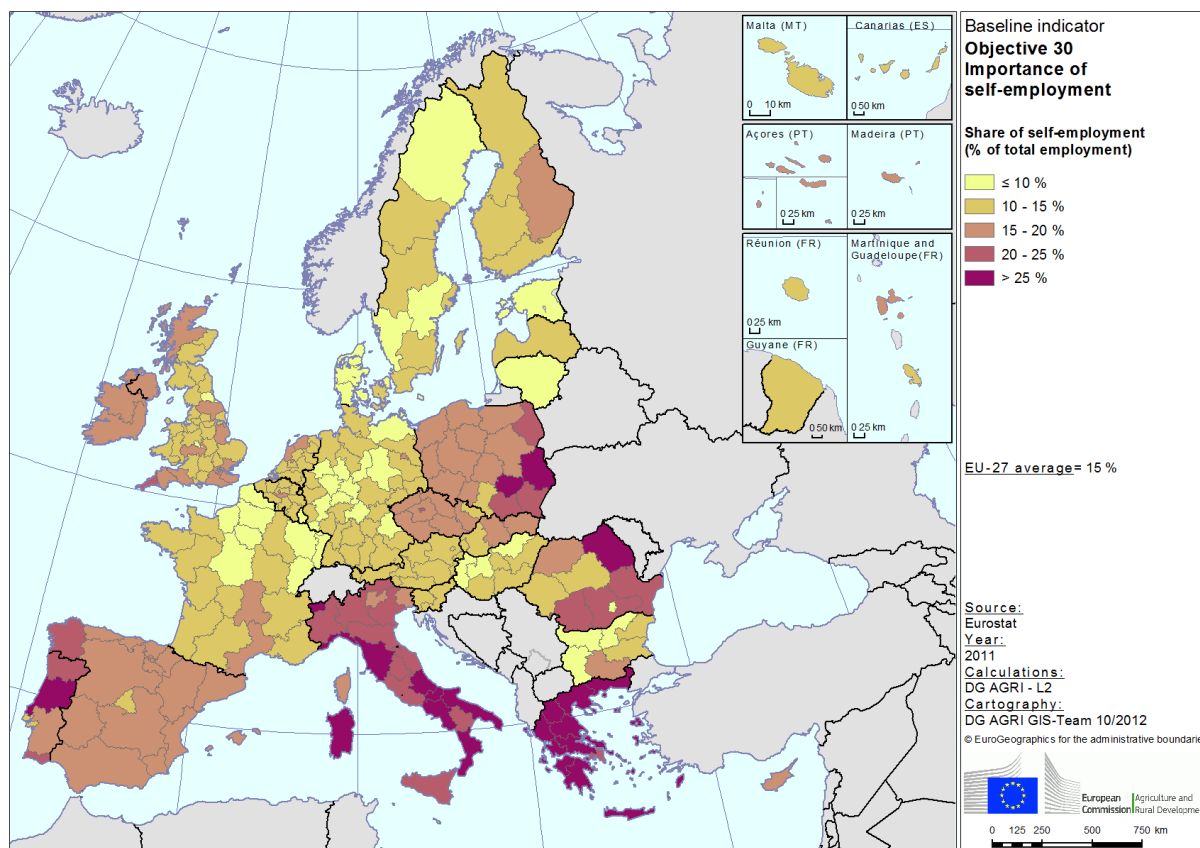 Malta (MT)
0 10 km
Canarias (ES)
0 50 km
Açores (PT)
0 25 km
Madeira (PT)
0 25 km
Réunion (FR)
0 25 km
Martinique and
Guadeloupe(FR)
0 25 km
Guyane (FR)
0 50 km
Baseline indicator
Objective 30
Importance of
self-employment
Share of self-employment
(% of total employment)
≤ 10 %
10 - 15 %
15 - 20 %
20 - 25 %
> 25 %
EU-27 average= 15 %
Source:
Eurostat
Year:
2011
Calculations:
DG AGRI - L2
Cartography:
DG AGRI GIS-Team 10/2012
© EuroGeographics for the administrative boundarie
European
Commission
Agriculture and
Rural Developme
0 125 250 500 750 km